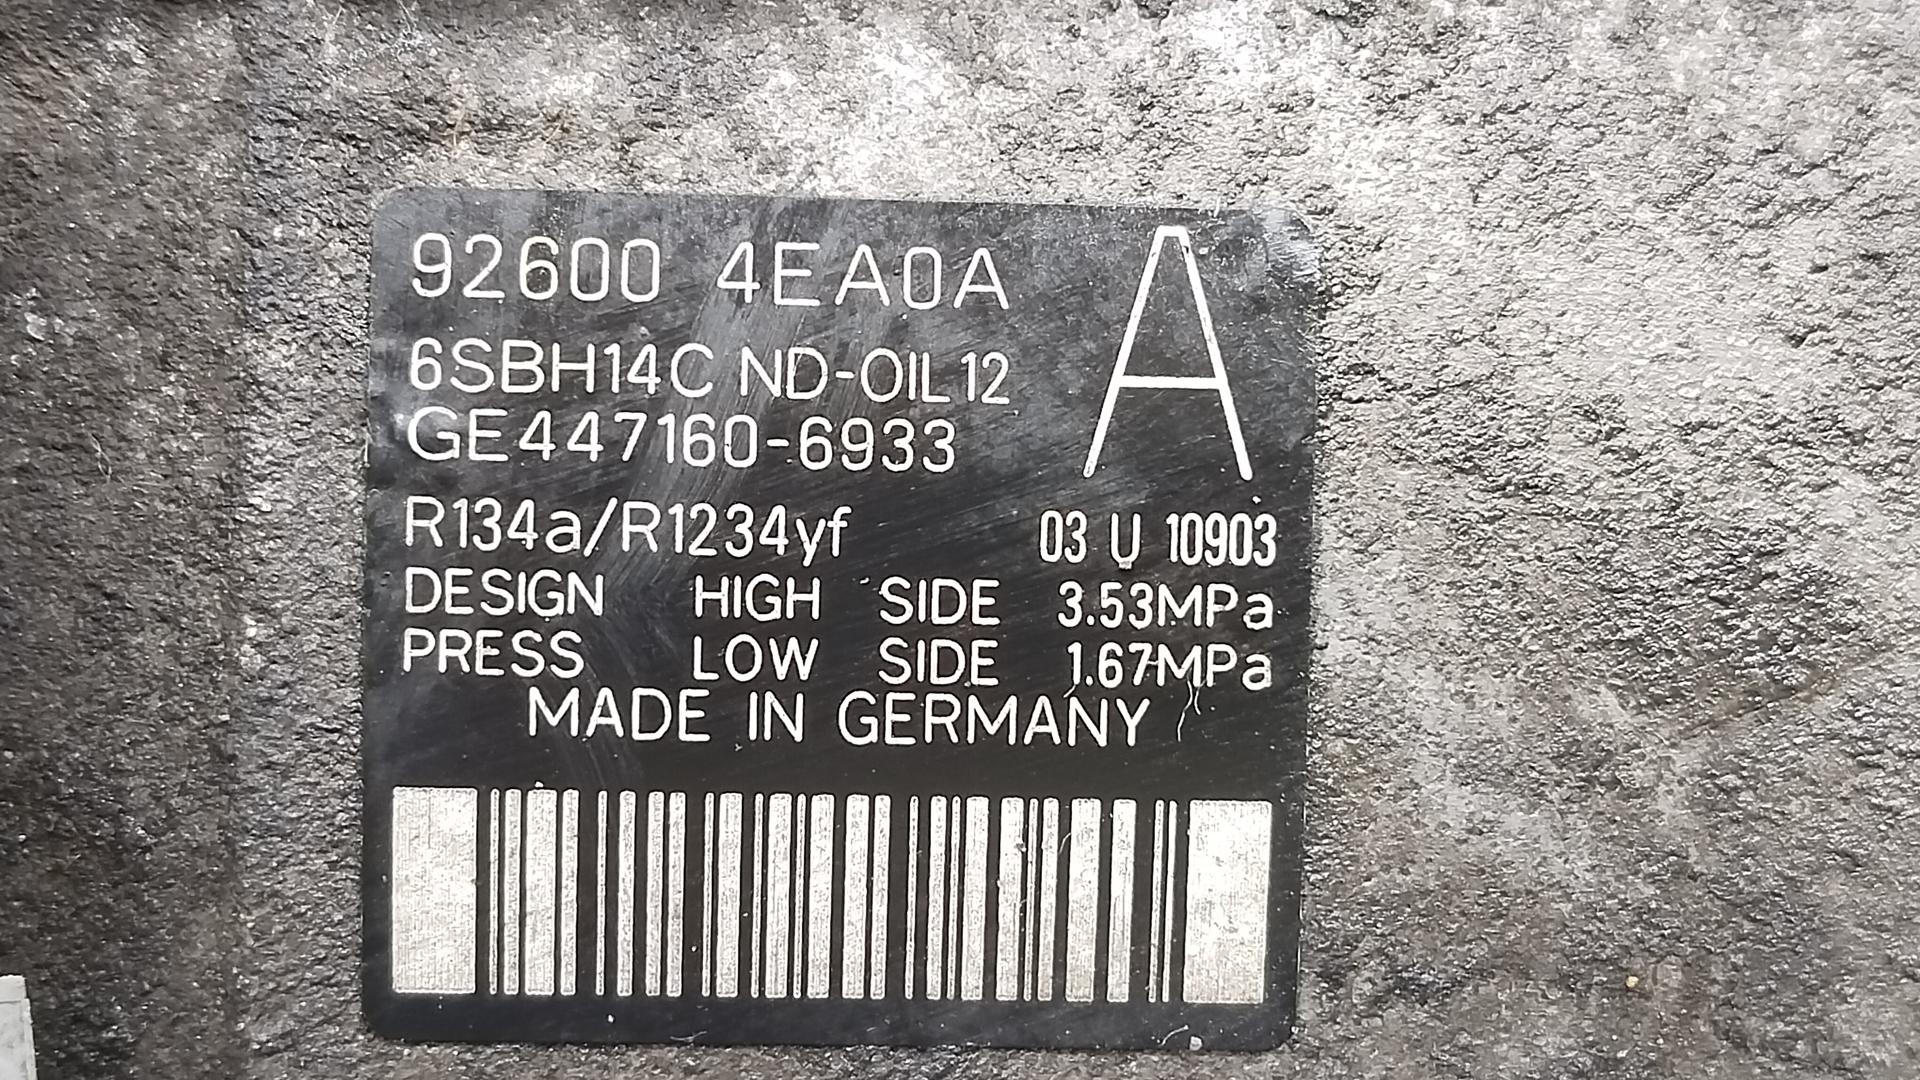 92600 4EA0A
A
6SBH14C ND-OIL12
GE447160-6933
R134a/R1234yf 03 U 10903
DESIGN HIGH SIDE 3.53MPa
PRESS LOW SIDE 1.67MPa
MADE IN GERMANY